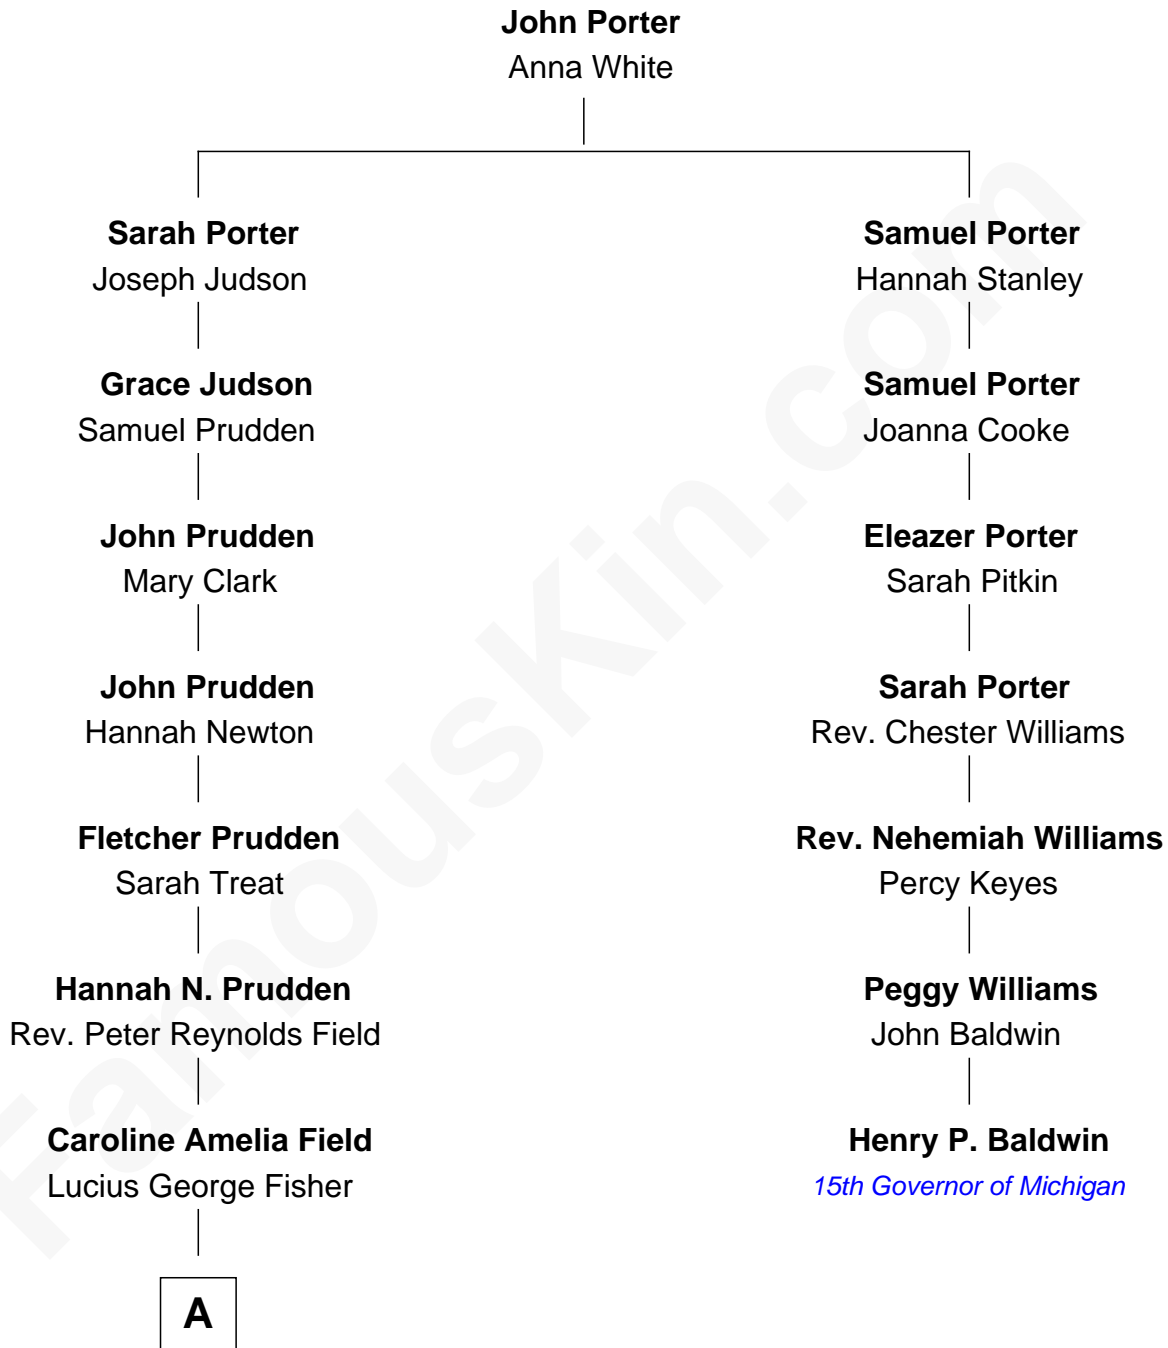 John Porter
Anna White
Sarah Porter
Joseph Judson
Samuel Porter
Hannah Stanley
Grace Judson
Samuel Prudden
Samuel Porter
Joanna Cooke
John Prudden
Mary Clark
Eleazer Porter
Sarah Pitkin
John Prudden
Hannah Newton
Sarah Porter
Rev. Chester Williams
Fletcher Prudden
Sarah Treat
Rev. Nehemiah Williams
Percy Keyes
Hannah N. Prudden
Rev. Peter Reynolds Field
Peggy Williams
John Baldwin
Caroline Amelia Field
Lucius George Fisher
Henry P. Baldwin
15th Governor of Michigan
A
FamousKin.com